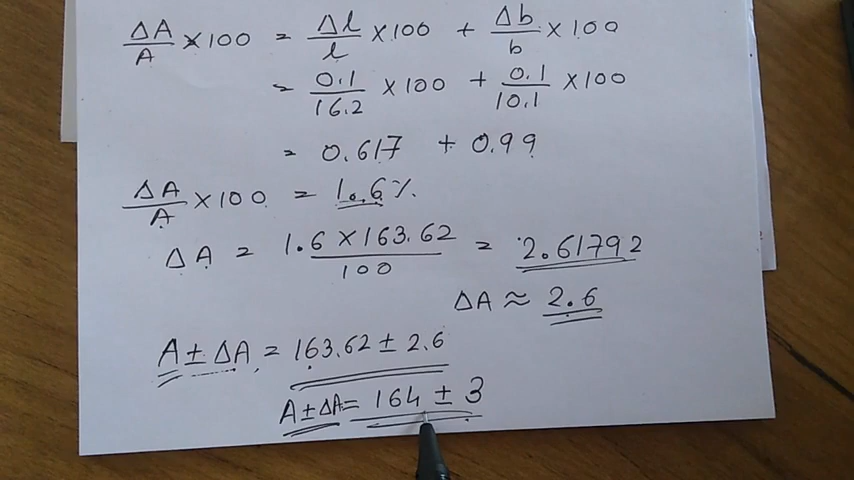 ΔA/A × 100 = Δl/l × 100 + Δb/b × 100
= 0.1/16.2 × 100 + 0.1/10.1 × 100
= 0.617 + 0.99
ΔA/A × 100 = 1.6%.
ΔA = 1.6 × 163.62/100 = 2.61792
ΔA ≈ 2.6
A ± ΔA = 163.62 ± 2.6
A ± ΔA = 164 ± 3